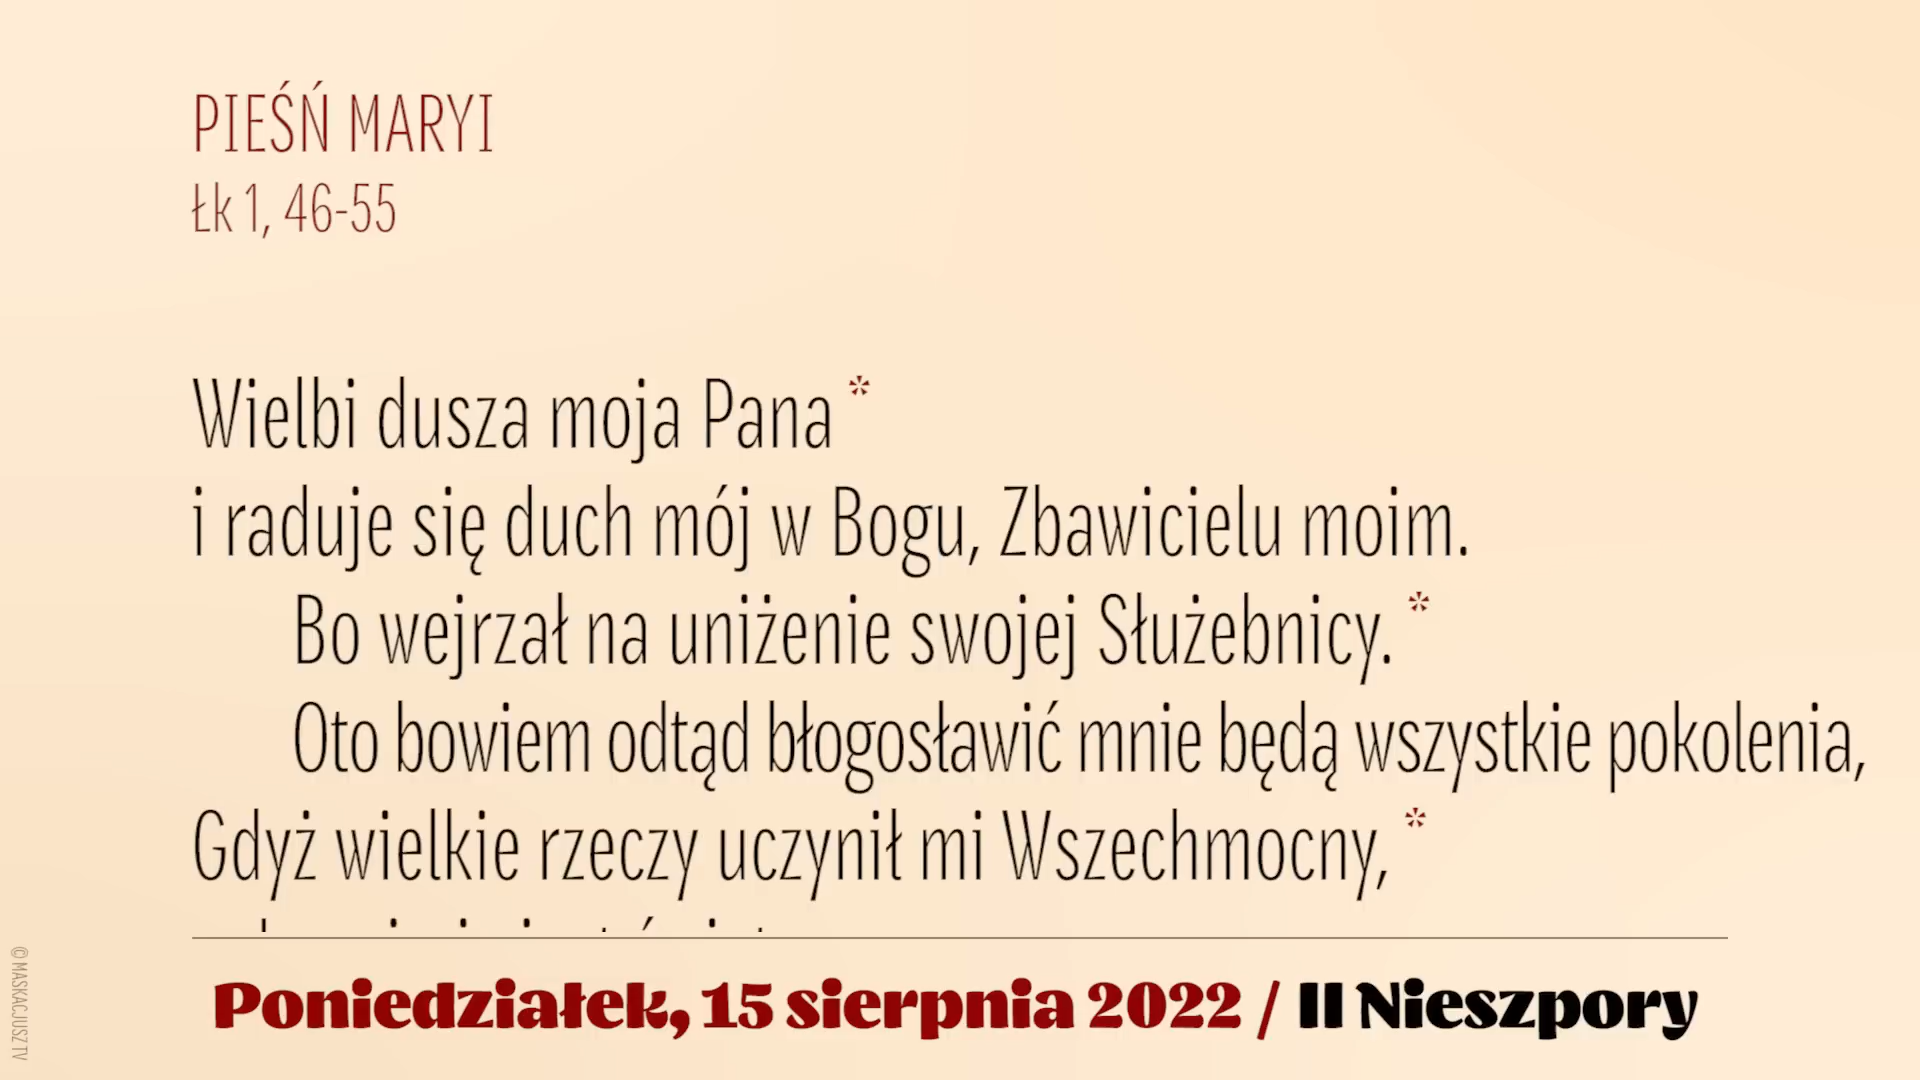 PIEŚŃ MARYI
Łk 1, 46-55
Wielbi dusza moja Pana *
i raduje się duch mój w Bogu, Zbawicielu moim.
Bo wejrzał na uniżenie swojej Służebnicy. *
Oto bowiem odtąd błogosławić mnie będą wszystkie pokolenia,
Gdyż wielkie rzeczy uczynił mi Wszechmocny, *
Poniedziałek, 15 sierpnia 2022 / II Nieszpory
© MASKACJUSZ TV